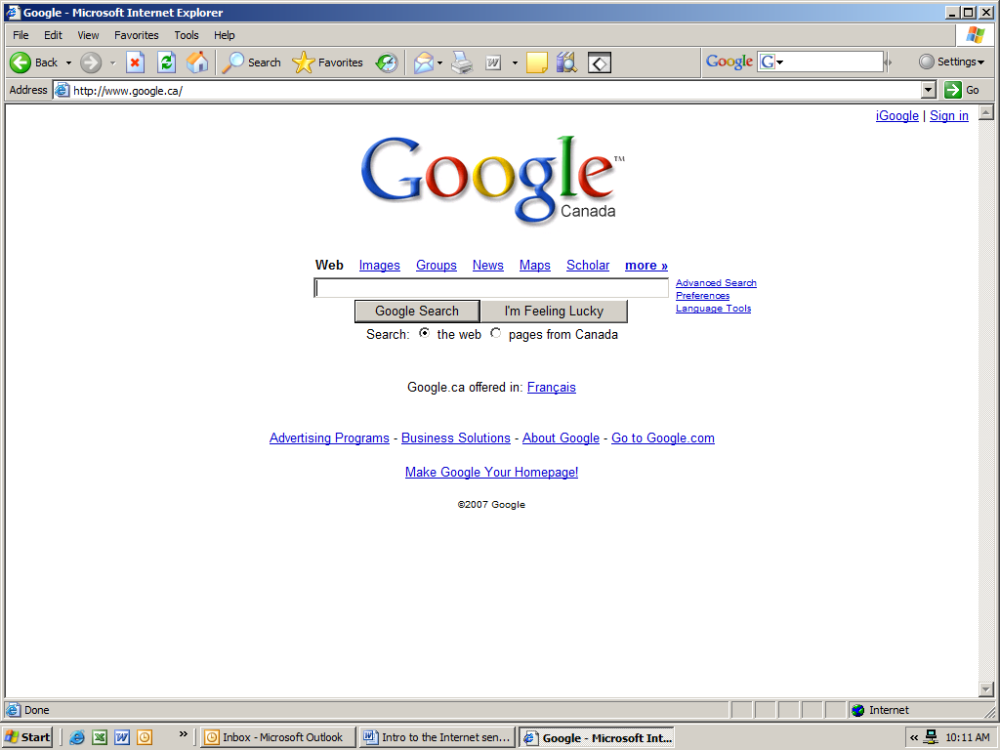 Google - Microsoft Internet Explorer
File Edit View Favorites Tools Help
Back Search Favorites W Google G Settings
Address http://www.google.ca/ Go
iGoogle | Sign in
Google™
Canada
Web Images Groups News Maps Scholar more »
Advanced Search
Preferences
Language Tools
Google Search I'm Feeling Lucky
Search: the web pages from Canada
Google.ca offered in: Français
Advertising Programs - Business Solutions - About Google - Go to Google.com
Make Google Your Homepage!
©2007 Google
Done Internet
Start » Inbox - Microsoft Outlook Intro to the Internet sen... Google - Microsoft Int... « 10:11 AM